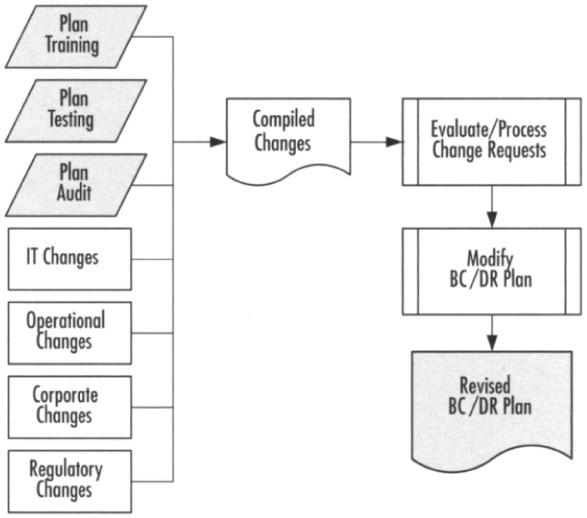 Plan
Training
Plan
Testing
Plan
Audit
IT Changes
Operational
Changes
Corporate
Changes
Regulatory
Changes
Compiled
Changes
Evaluate/Process
Change Requests
Modify
BC/DR Plan
Revised
BC/DR Plan